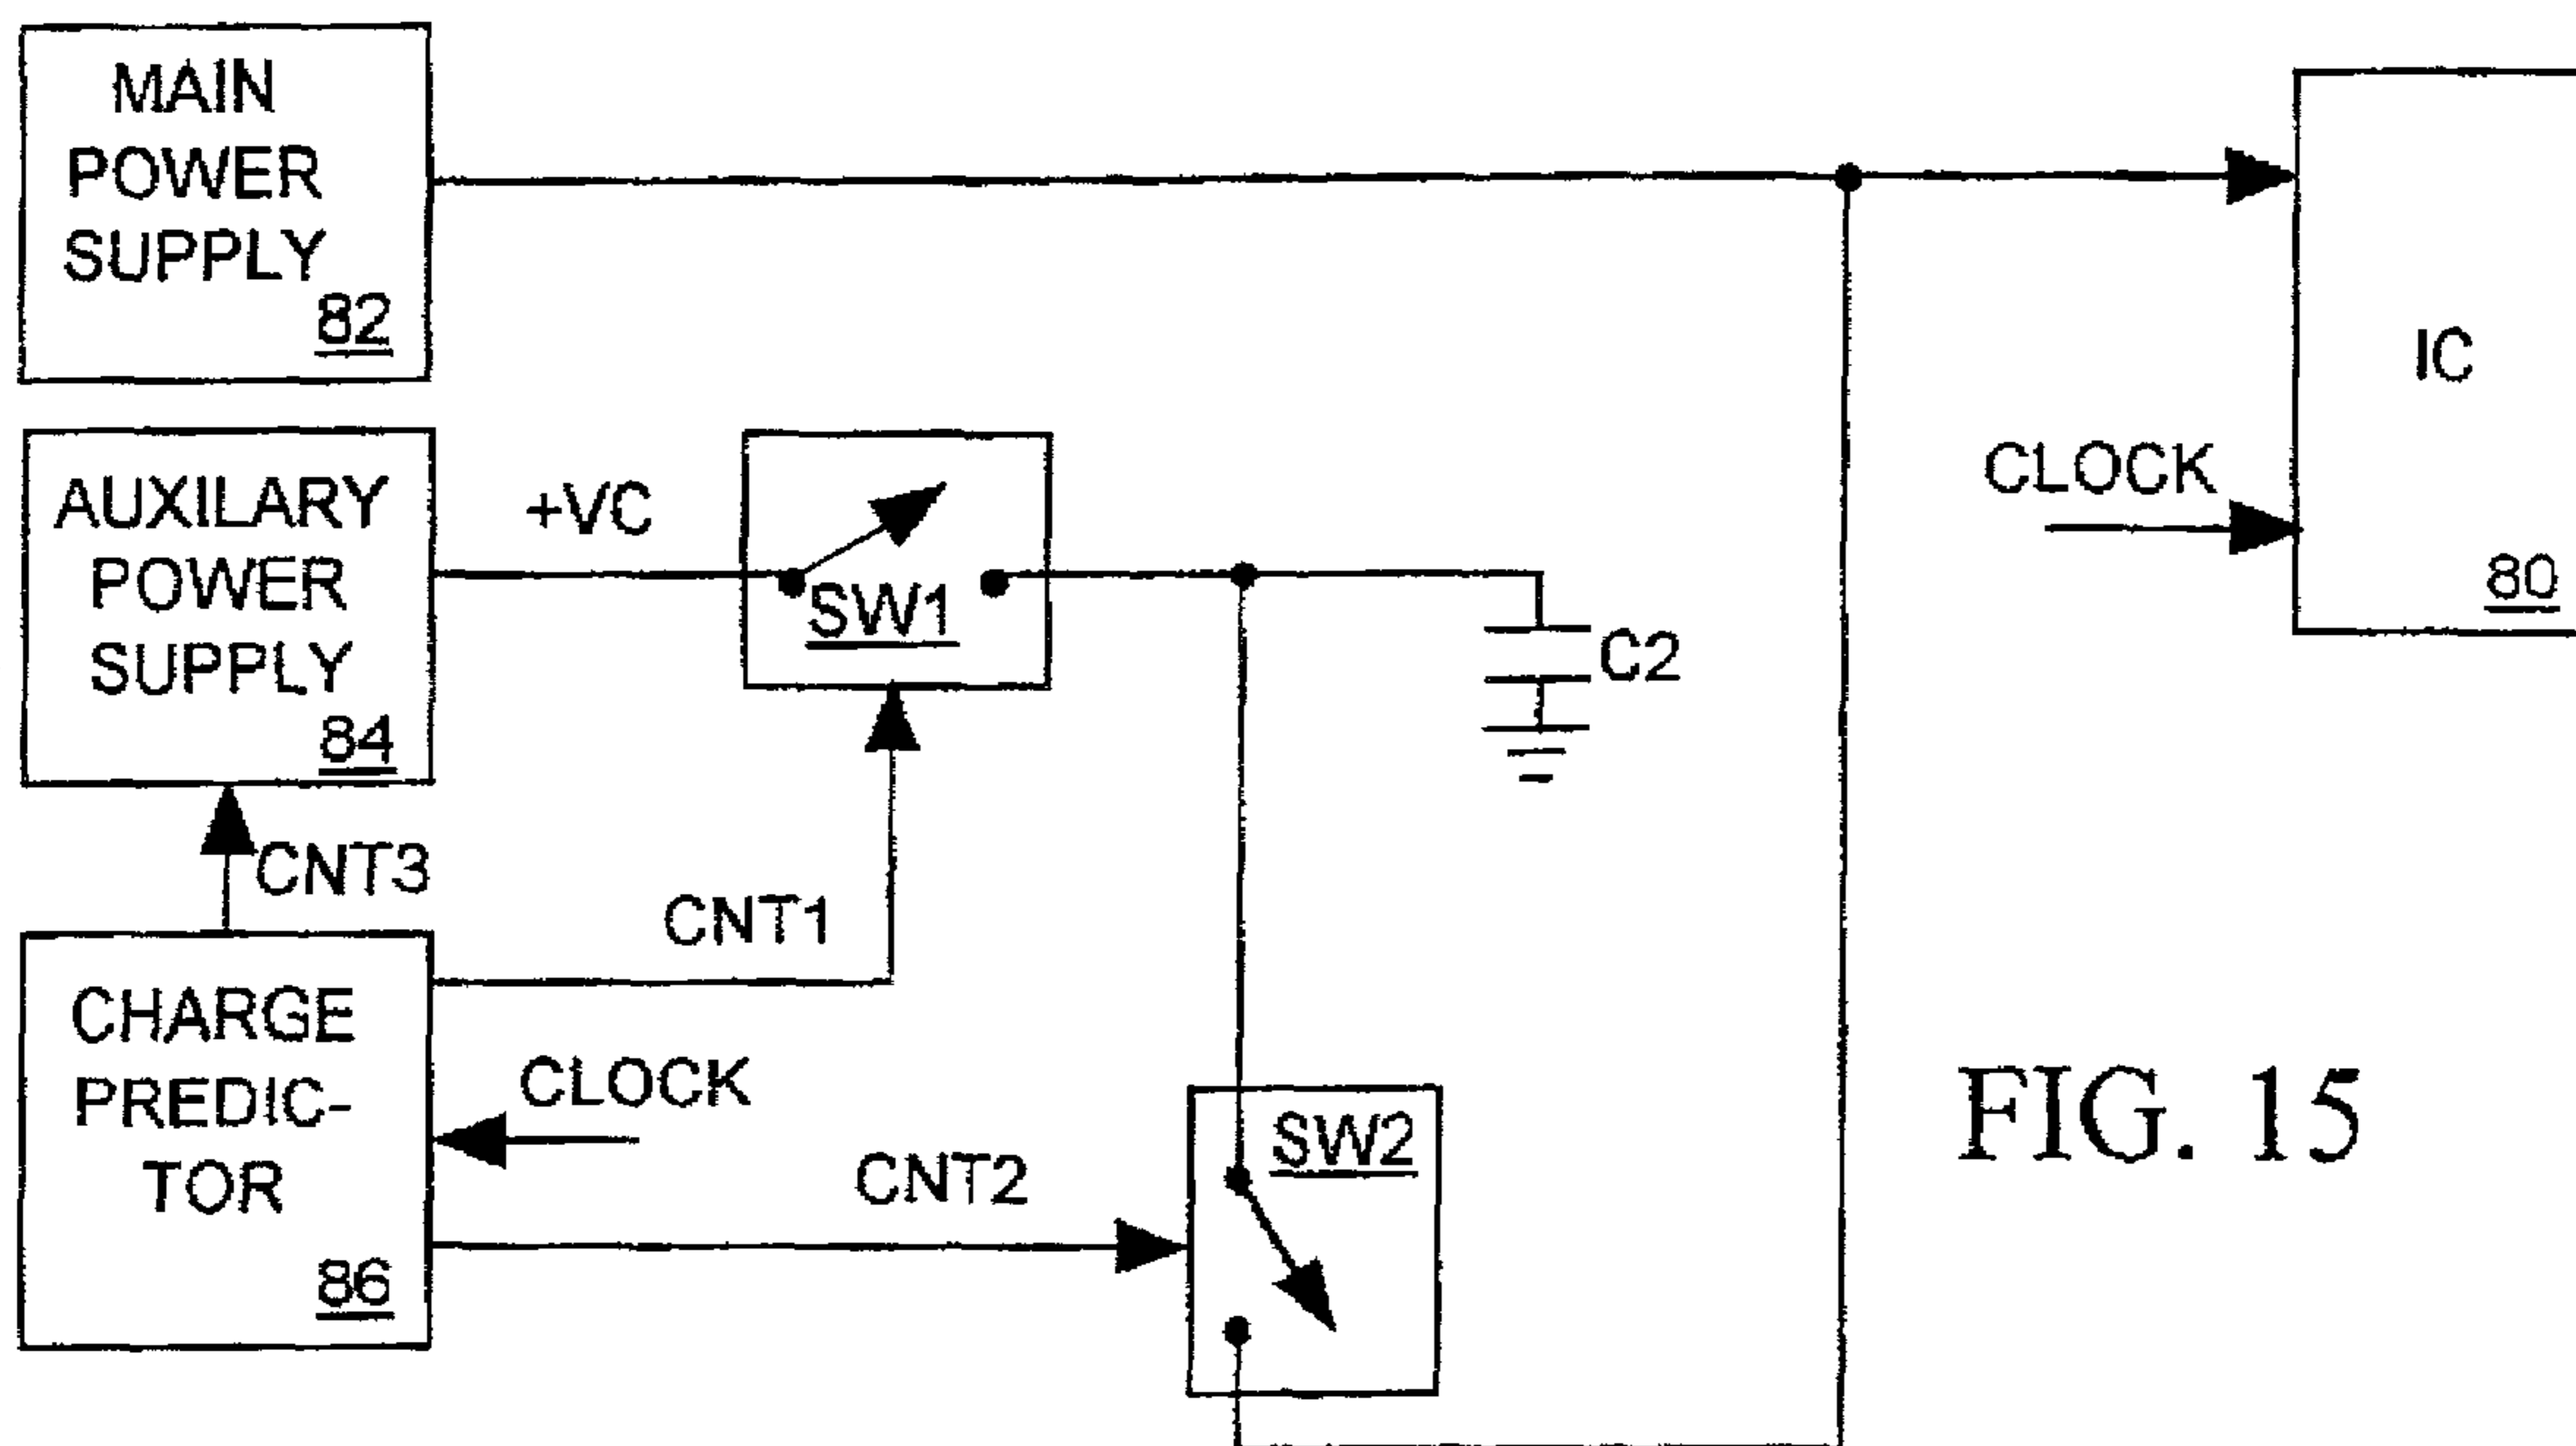 MAIN
POWER
SUPPLY
82
IC
CLOCK
80
AUXILARY
POWER
SUPPLY
84
+VC
SW1
C2
CNT3
CNT1
CHARGE
PREDIC-
TOR
86
CLOCK
CNT2
SW2
FIG. 15